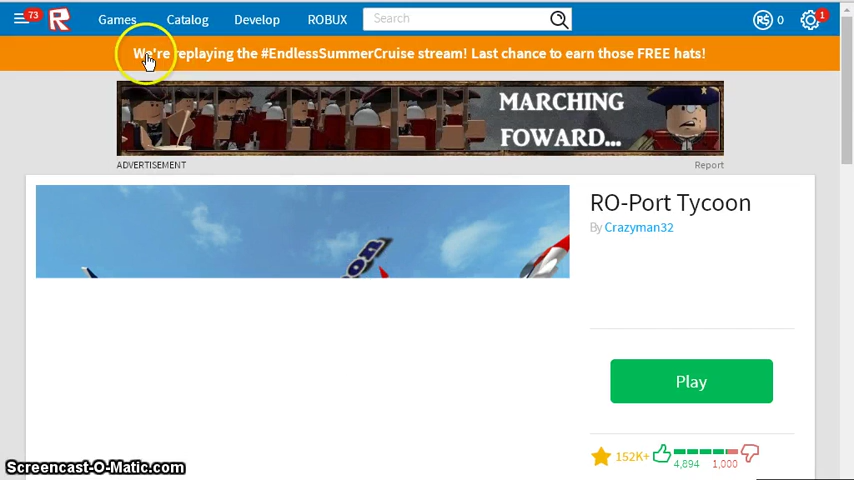 73
Games
Catalog
Develop
ROBUX
Search
R$
0
1
We're replaying the #EndlessSummerCruise stream! Last chance to earn those FREE hats!
MARCHING
FOWARD...
ADVERTISEMENT
Report
RO-Port Tycoon
By Crazyman32
Play
152K+
4,894
1,000
Screencast-O-Matic.com